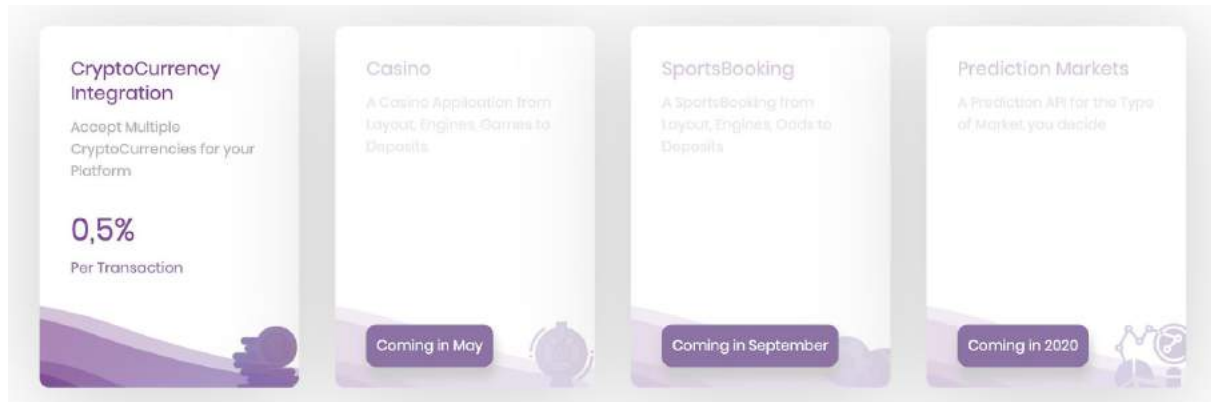 CryptoCurrency
Integration
Accept Multiple
CryptoCurrencies for your
Platform
0,5%
Per Transaction
Casino
A Casino Application from
Layout, Engines, Games to
Deposits
Coming in May
SportsBooking
A SportsBooking from
Layout, Engines, Oods to
Deposits
Coming in September
Prediction Markets
A Prediction API for the Type
of Market you decide
Coming in 2020